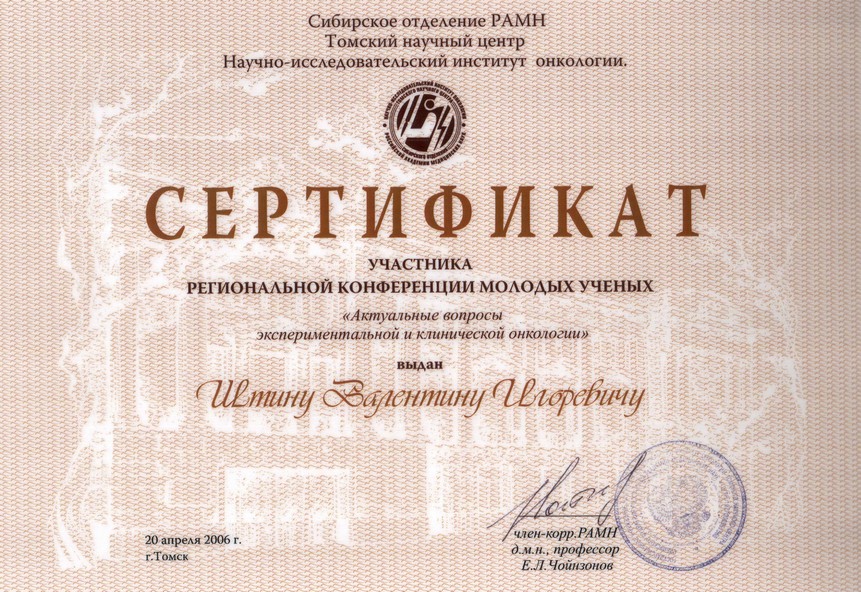 Сибирское отделение РАМН
Томский научный центр
Научно-исследовательский институт онкологии.
СЕРТИФИКАТ
УЧАСТНИКА
РЕГИОНАЛЬНОЙ КОНФЕРЕНЦИИ МОЛОДЫХ УЧЕНЫХ
«Актуальные вопросы
экспериментальной и клинической онкологии»
выдан
Штину Валентину Игоревичу
20 апреля 2006 г.
г.Томск
член-корр.РАМН
д.м.н., профессор
Е.Л.Чойнзонов